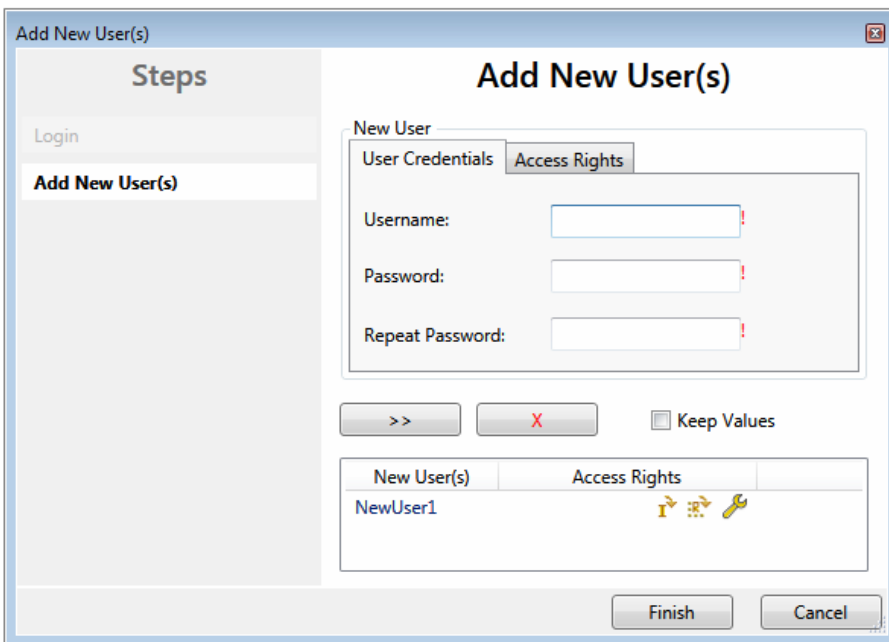 Add New User(s)
Steps
Login
Add New User(s)
Add New User(s)
New User
User Credentials Access Rights
Username: !
Password: !
Repeat Password: !
>> X Keep Values
New User(s) Access Rights
NewUser1 I R
Finish Cancel